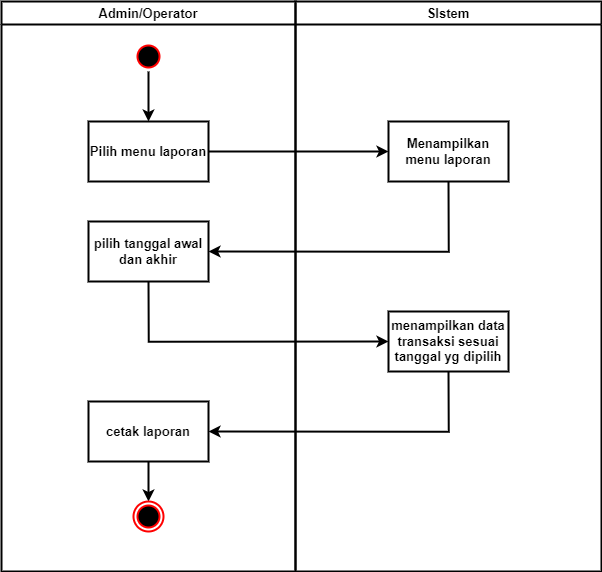 Admin/Operator
SIstem
Pilih menu laporan
Menampilkan
menu laporan
pilih tanggal awal
dan akhir
menampilkan data
transaksi sesuai
tanggal yg dipilih
cetak laporan